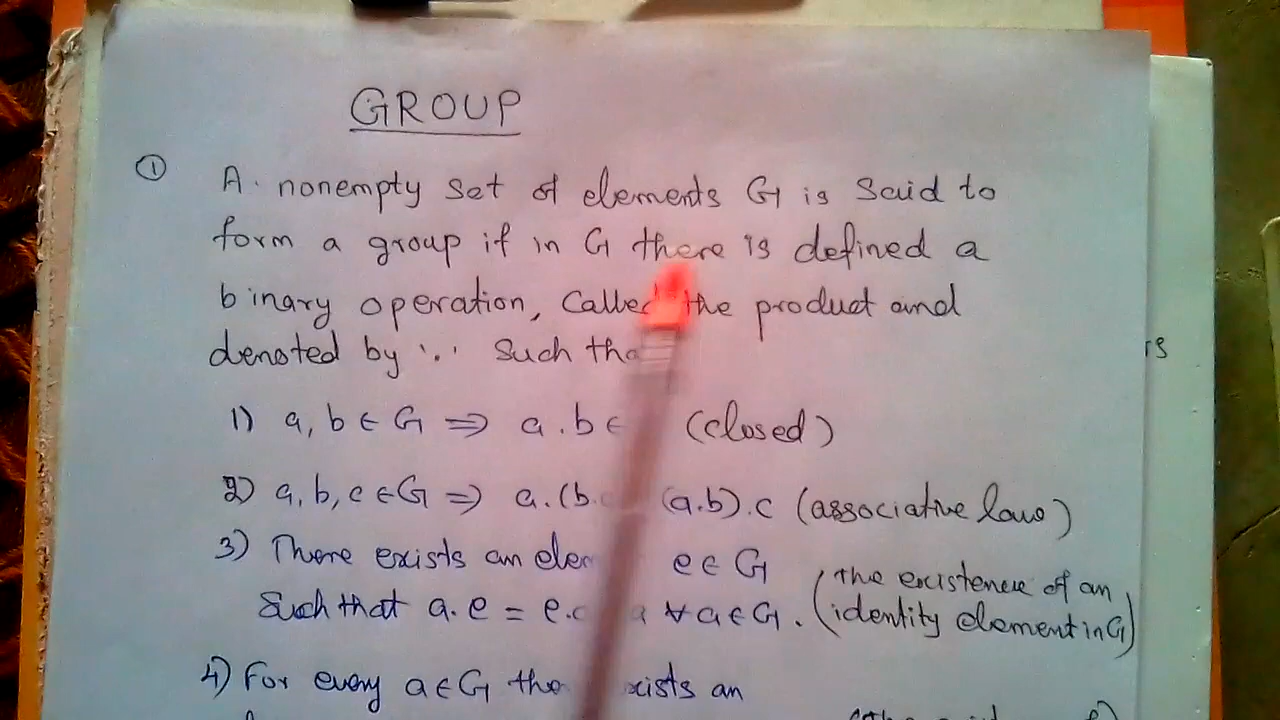 GROUP
① A nonempty set of elements G is said to
form a group if in G there is defined a
binary operation, called the product and
denoted by '.' such tha
1) a, b ∈ G ⇒ a.b ∈ (closed)
2) a, b, c ∈ G ⇒ a.(b. (a.b).c (associative law)
3) There exists an elem e ∈ G
such that a.e = e. a ∀ a ∈ G. (the existence of an
identity element in G)
4) For every a ∈ G the xists an